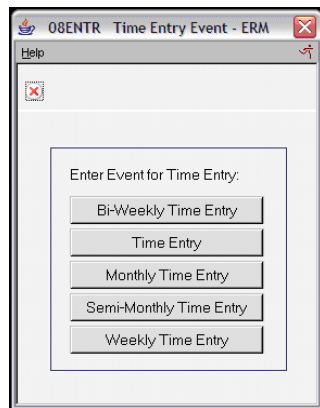 08ENTR Time Entry Event - ERM
Help
Enter Event for Time Entry:
Bi-Weekly Time Entry
Time Entry
Monthly Time Entry
Semi-Monthly Time Entry
Weekly Time Entry